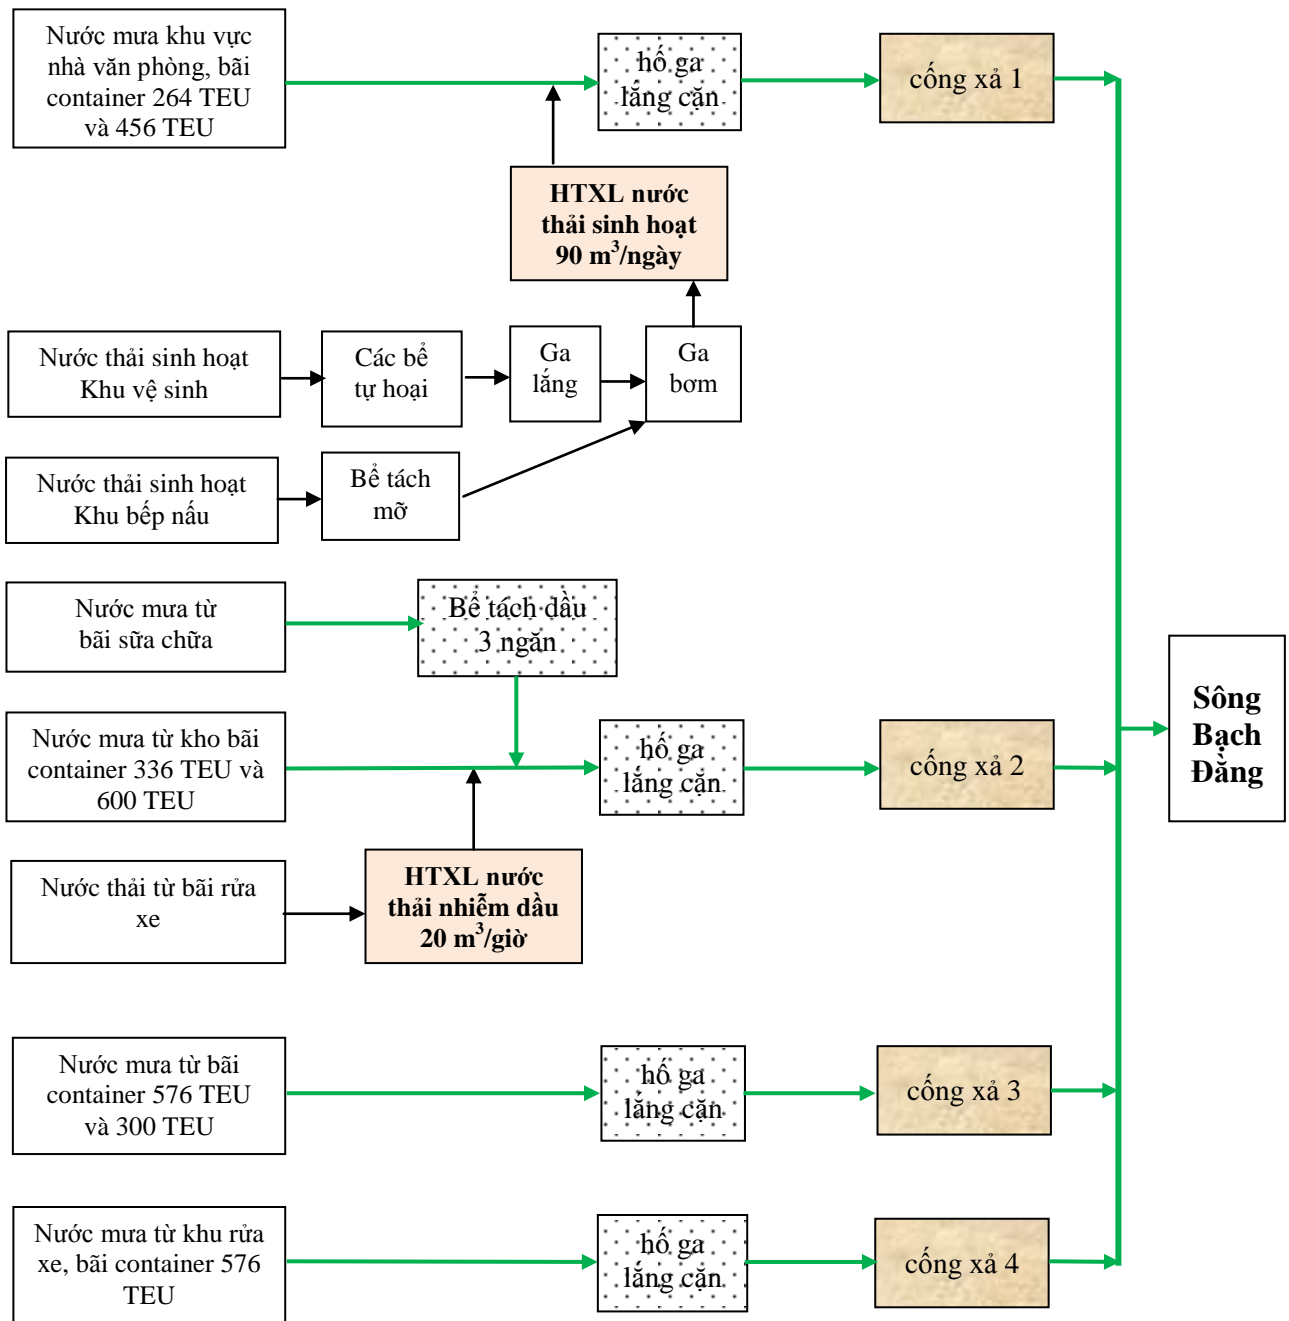 Nước mưa khu vực
nhà văn phòng, bãi
container 264 TEU
và 456 TEU
hố ga
lắng cặn
cống xả 1
HTXL nước
thải sinh hoạt
90 m³/ngày
Nước thải sinh hoạt
Khu vệ sinh
Các bể
tự hoại
Ga
lắng
Ga
bơm
Nước thải sinh hoạt
Khu bếp nấu
Bể tách
mỡ
Nước mưa từ
bãi sữa chữa
Bể tách dầu
3 ngăn
Nước mưa từ kho bãi
container 336 TEU và
600 TEU
hố ga
lắng cặn
cống xả 2
Sông
Bạch
Đằng
Nước thải từ bãi rửa
xe
HTXL nước
thải nhiễm dầu
20 m³/giờ
Nước mưa từ bãi
container 576 TEU
và 300 TEU
hố ga
lắng cặn
cống xả 3
Nước mưa từ khu rửa
xe, bãi container 576
TEU
hố ga
lắng cặn
cống xả 4